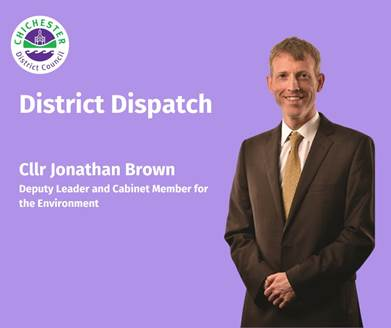 CHICHESTER
District Council
District Dispatch
Cllr Jonathan Brown
Deputy Leader and Cabinet Member for
the Environment